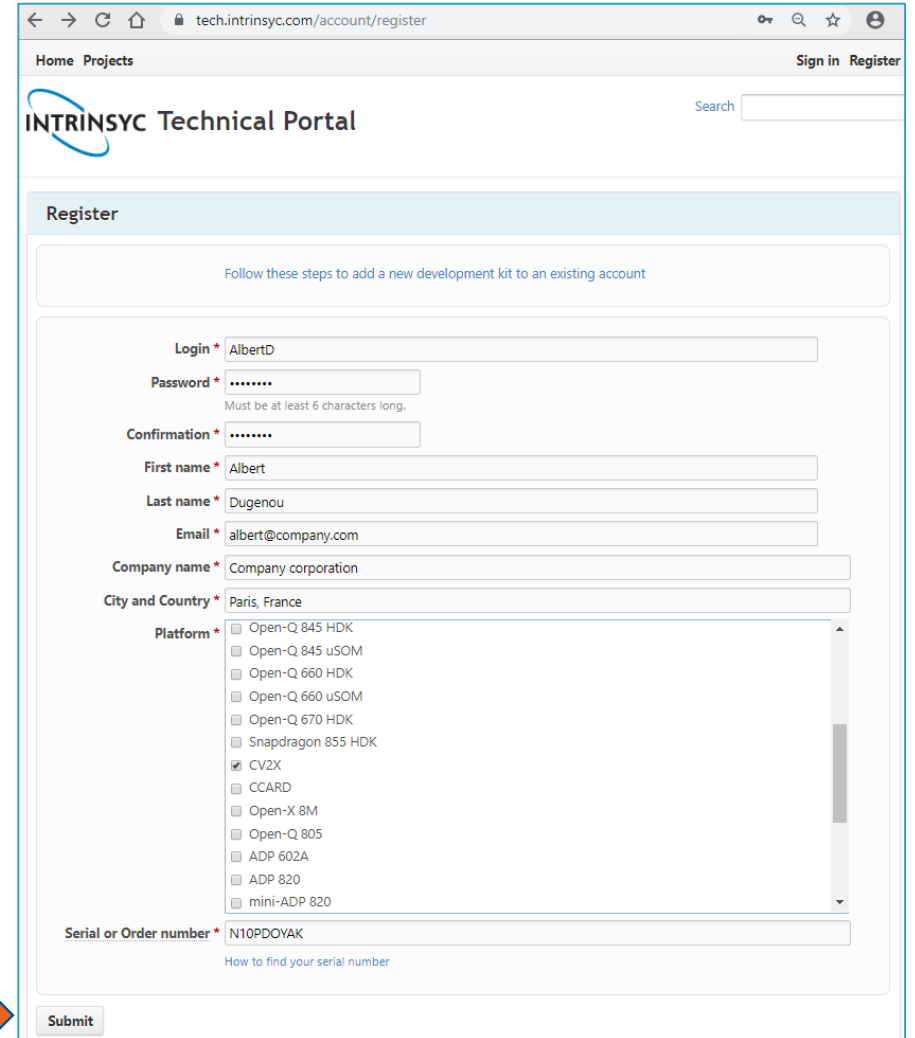 tech.intrinsyc.com/account/register
Home Projects Sign in Register
INTRINSYC Technical Portal
Search
Register
Follow these steps to add a new development kit to an existing account
Login * AlbertD
Password * ••••••••
Must be at least 6 characters long.
Confirmation * ••••••••
First name * Albert
Last name * Dugenou
Email * albert@company.com
Company name * Company corporation
City and Country * Paris, France
Platform * Open-Q 845 HDK
Open-Q 845 uSOM
Open-Q 660 HDK
Open-Q 660 uSOM
Open-Q 670 HDK
Snapdragon 855 HDK
CV2X
CCARD
Open-X 8M
Open-Q 805
ADP 602A
ADP 820
mini-ADP 820
Serial or Order number * N10PDOYAK
How to find your serial number
Submit